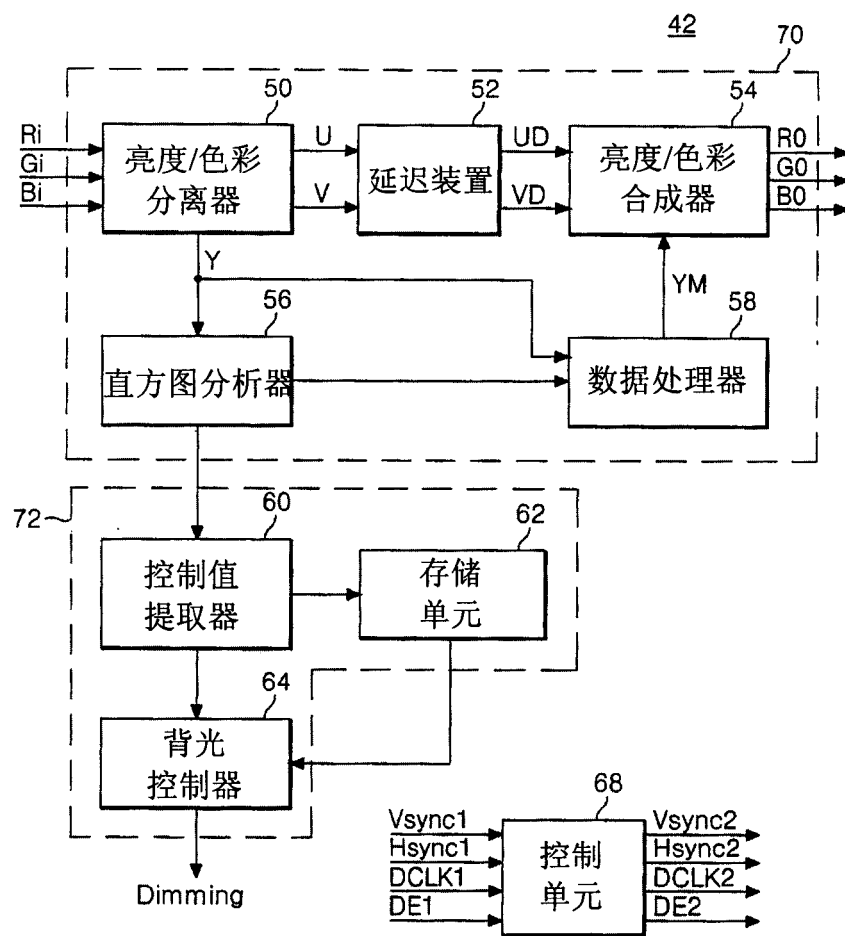 42
70
50
52
54
Ri
Gi
Bi
亮度/色彩
分离器
U
V
延迟装置
UD
VD
亮度/色彩
合成器
R0
G0
B0
Y
YM
56
58
直方图分析器
数据处理器
72
60
62
控制值
提取器
存储
单元
64
背光
控制器
Dimming
68
Vsync1
Hsync1
DCLK1
DE1
控制
单元
Vsync2
Hsync2
DCLK2
DE2